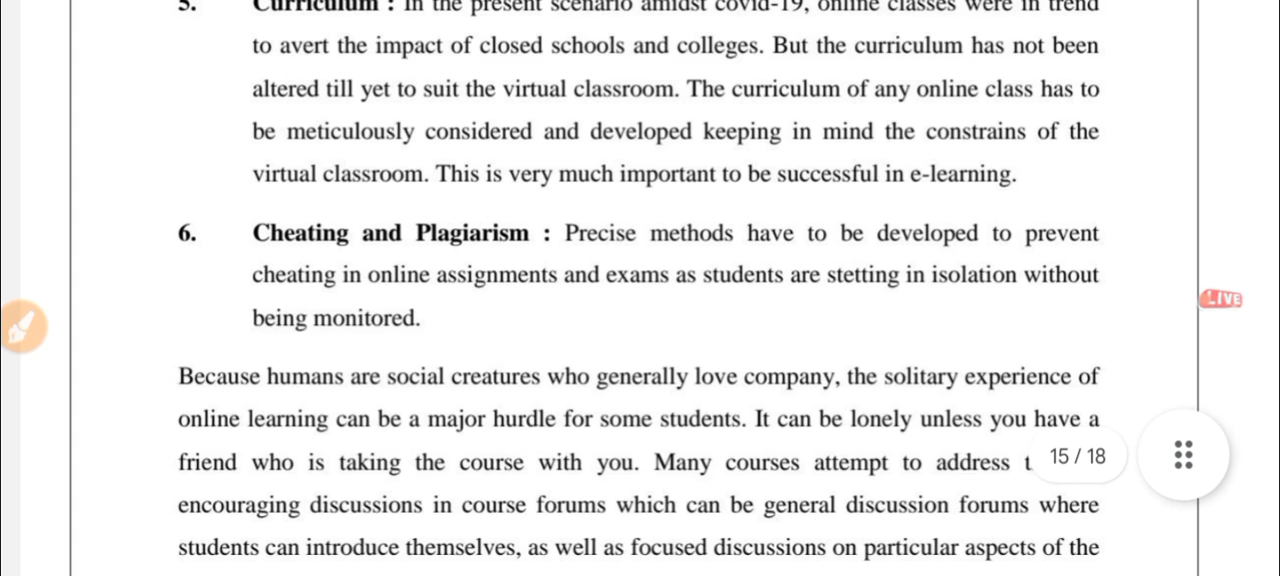 5. Curriculum : In the present scenario amidst covid-19, online classes were in trend
to avert the impact of closed schools and colleges. But the curriculum has not been
altered till yet to suit the virtual classroom. The curriculum of any online class has to
be meticulously considered and developed keeping in mind the constrains of the
virtual classroom. This is very much important to be successful in e-learning.
6. Cheating and Plagiarism : Precise methods have to be developed to prevent
cheating in online assignments and exams as students are stetting in isolation without
being monitored.
LIVE
Because humans are social creatures who generally love company, the solitary experience of
online learning can be a major hurdle for some students. It can be lonely unless you have a
friend who is taking the course with you. Many courses attempt to address
15 / 18
encouraging discussions in course forums which can be general discussion forums where
students can introduce themselves, as well as focused discussions on particular aspects of the